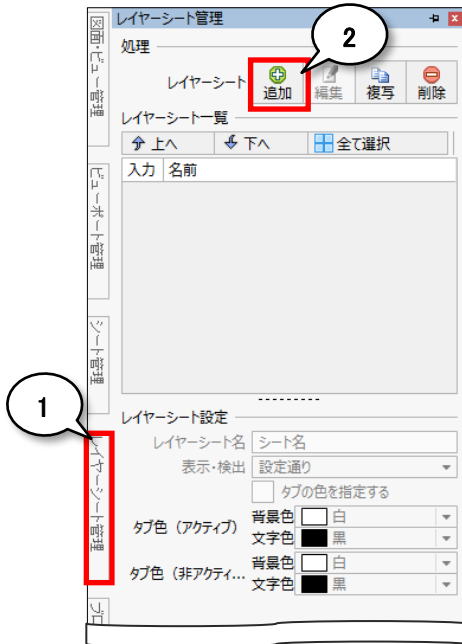 レイヤーシート管理
処理
2
レイヤーシート
追加
編集
複写
削除
レイヤーシート一覧
上へ
下へ
全て選択
入力 名前
図面・ビュー管理
ビューポート管理
シート管理
1
レイヤーシート管理
レイヤーシート設定
レイヤーシート名 シート名
表示・検出 設定通り
タブの色を指定する
タブ色（アクティブ）
背景色 白
文字色 黒
タブ色（非アクティ...
背景色 白
文字色 黒